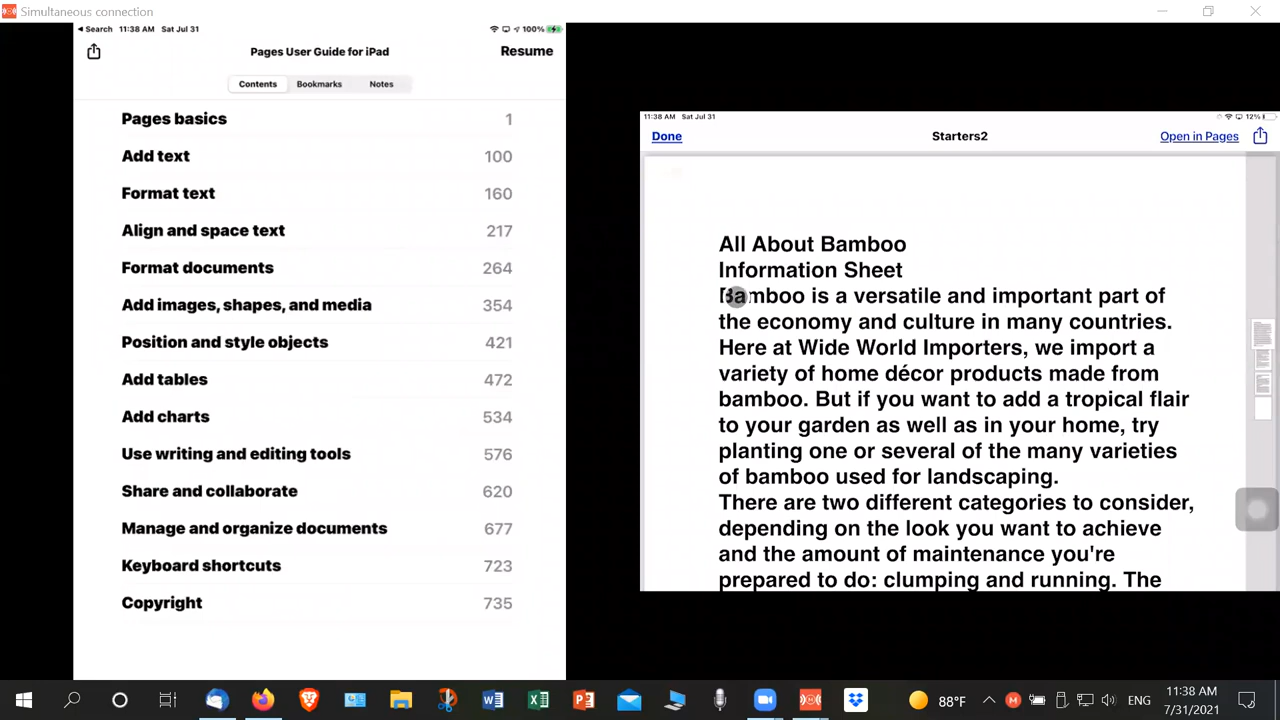 Simultaneous connection
Search 11:38 AM Sat Jul 31
100%
Pages User Guide for iPad
Resume
Contents
Bookmarks
Notes
Pages basics 1
Add text 100
Format text 160
Align and space text 217
Format documents 264
Add images, shapes, and media 354
Position and style objects 421
Add tables 472
Add charts 534
Use writing and editing tools 576
Share and collaborate 620
Manage and organize documents 677
Keyboard shortcuts 723
Copyright 735
11:38 AM Sat Jul 31
12%
Done
Starters2
Open in Pages
All About Bamboo
Information Sheet
Bamboo is a versatile and important part of
the economy and culture in many countries.
Here at Wide World Importers, we import a
variety of home décor products made from
bamboo. But if you want to add a tropical flair
to your garden as well as in your home, try
planting one or several of the many varieties
of bamboo used for landscaping.
There are two different categories to consider,
depending on the look you want to achieve
and the amount of maintenance you're
prepared to do: clumping and running. The
88°F
ENG
11:38 AM
7/31/2021